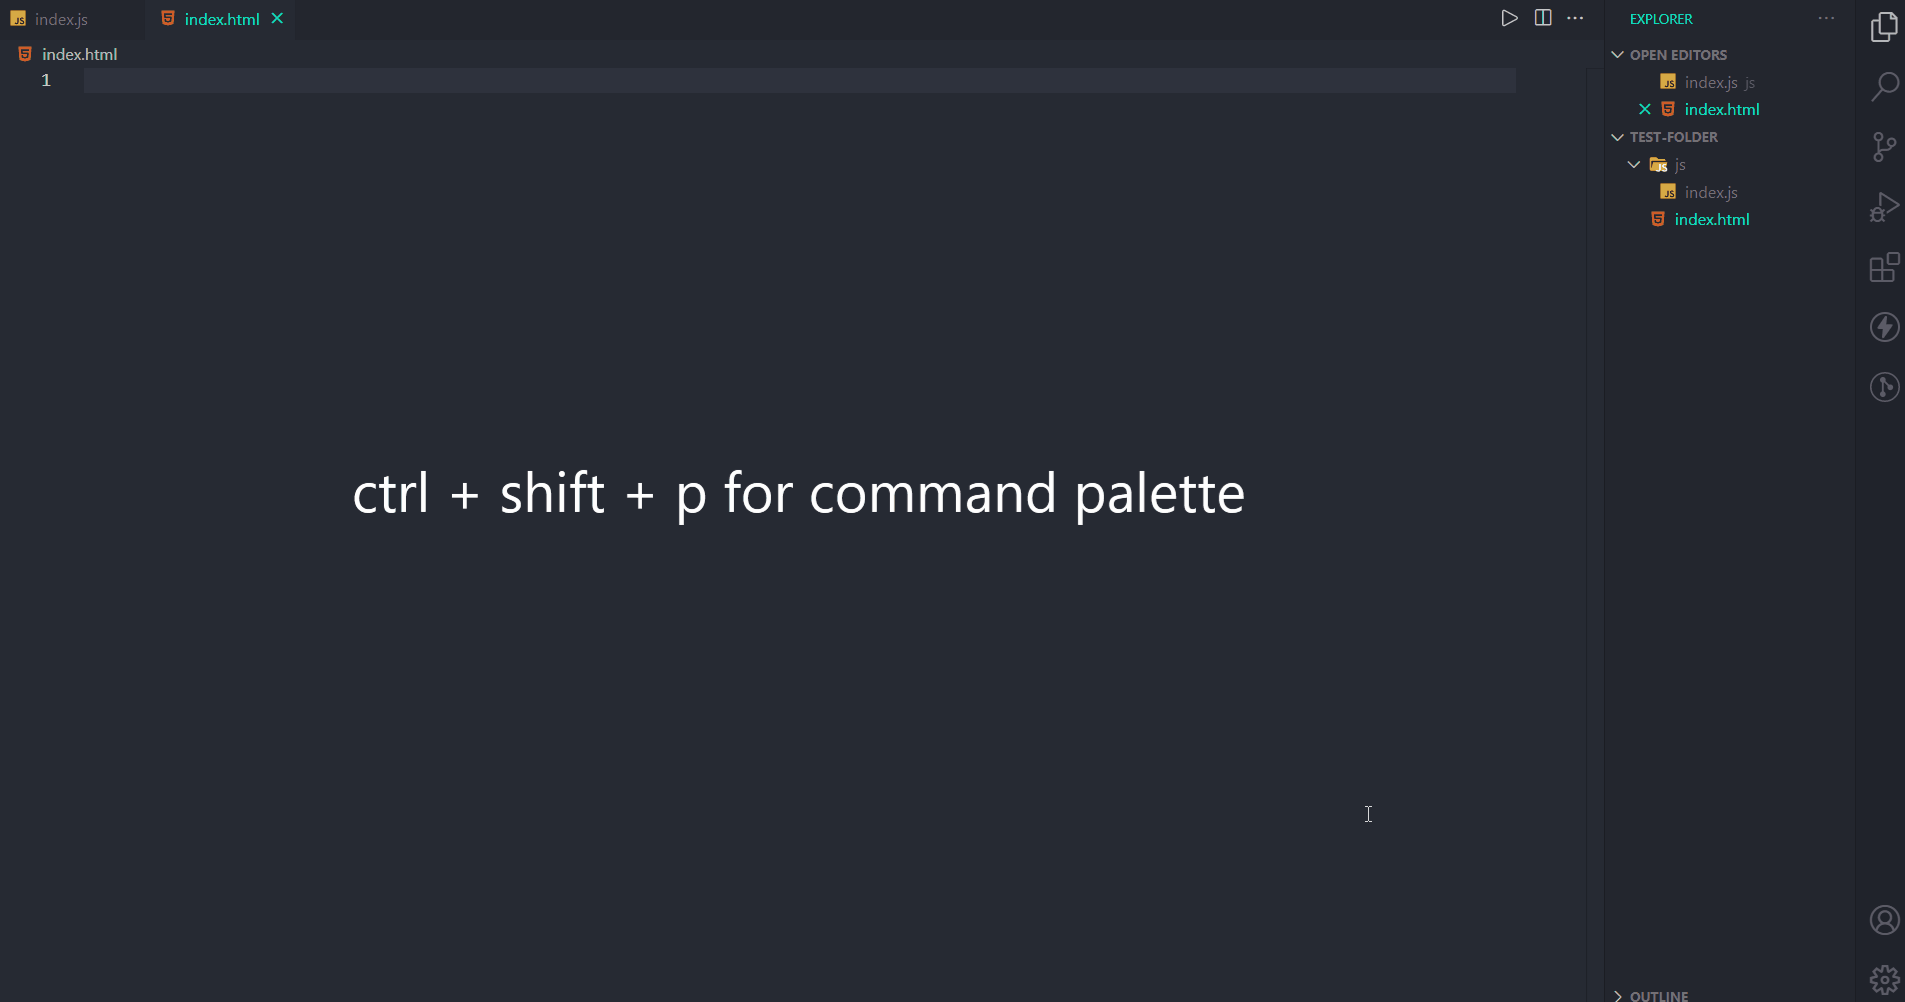 index.js
index.html
index.html
1
ctrl + shift + p for command palette
EXPLORER
OPEN EDITORS
index.js js
index.html
TEST-FOLDER
js
index.js
index.html
OUTLINE